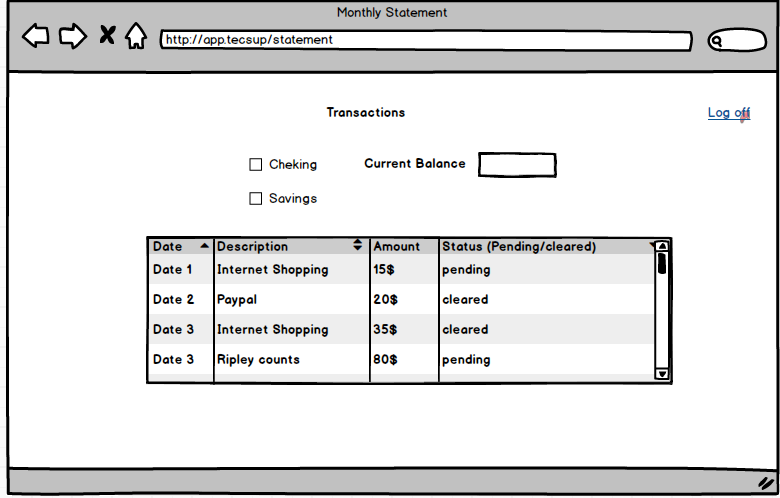 Monthly Statement
http://app.tecsup/statement
Transactions
Log off
Cheking
Current Balance
Savings
Date Description Amount Status (Pending/cleared)
Date 1 Internet Shopping 15$ pending
Date 2 Paypal 20$ cleared
Date 3 Internet Shopping 35$ cleared
Date 3 Ripley counts 80$ pending